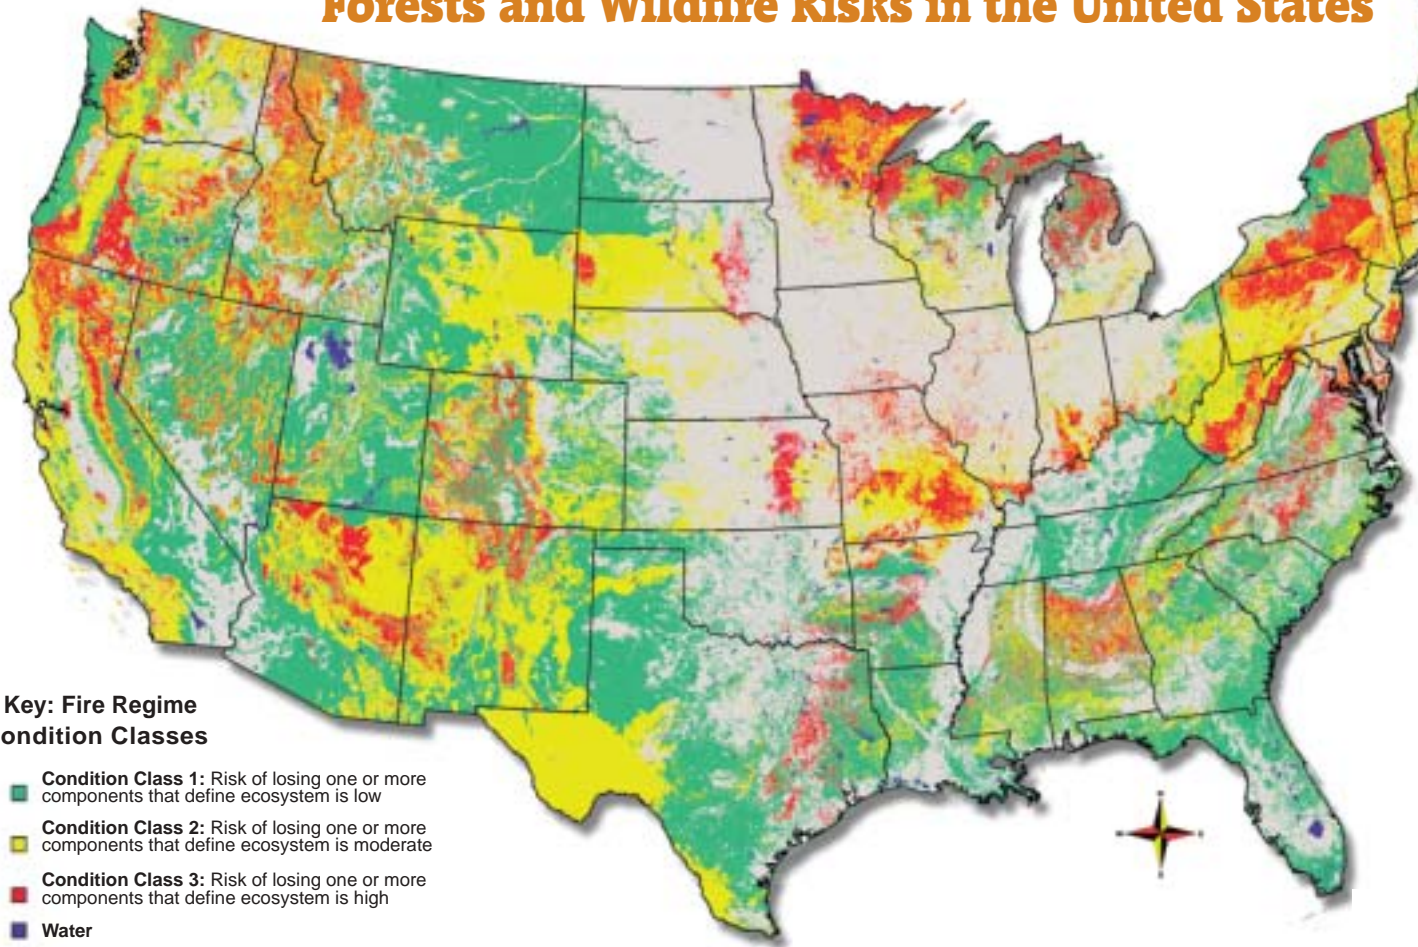 Forests and Wildfire Risks in the United States
Key: Fire Regime
ondition Classes
Condition Class 1: Risk of losing one or more
components that define ecosystem is low
Condition Class 2: Risk of losing one or more
components that define ecosystem is moderate
Condition Class 3: Risk of losing one or more
components that define ecosystem is high
Water